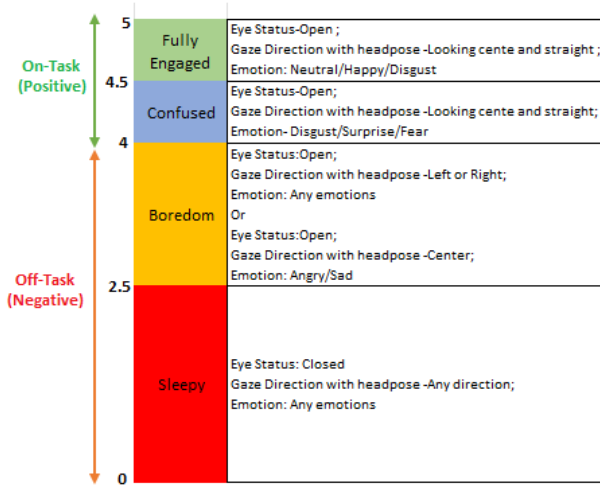 5
Fully
Engaged
Eye Status-Open ;
Gaze Direction with headpose -Looking cente and straight ;
Emotion: Neutral/Happy/Disgust
On-Task
(Positive)
4.5
Confused
Eye Status-Open;
Gaze Direction with headpose -Looking cente and straight;
Emotion- Disgust/Surprise/Fear
4
Boredom
Eye Status:Open;
Gaze Direction with headpose -Left or Right;
Emotion: Any emotions
Or
Eye Status:Open;
Gaze Direction with headpose -Center;
Emotion: Angry/Sad
Off-Task
(Negative)
2.5
Sleepy
Eye Status: Closed
Gaze Direction with headpose -Any direction;
Emotion: Any emotions
0